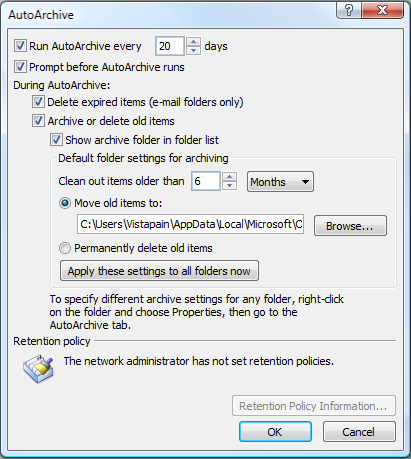 AutoArchive
Run AutoArchive every 20 days
Prompt before AutoArchive runs
During AutoArchive:
Delete expired items (e-mail folders only)
Archive or delete old items
Show archive folder in folder list
Default folder settings for archiving
Clean out items older than 6 Months
Move old items to:
C:\Users\Vistapain\AppData\Local\Microsoft\O Browse...
Permanently delete old items
Apply these settings to all folders now
To specify different archive settings for any folder, right-click
on the folder and choose Properties, then go to the
AutoArchive tab.
Retention policy
The network administrator has not set retention policies.
Retention Policy Information...
OK Cancel